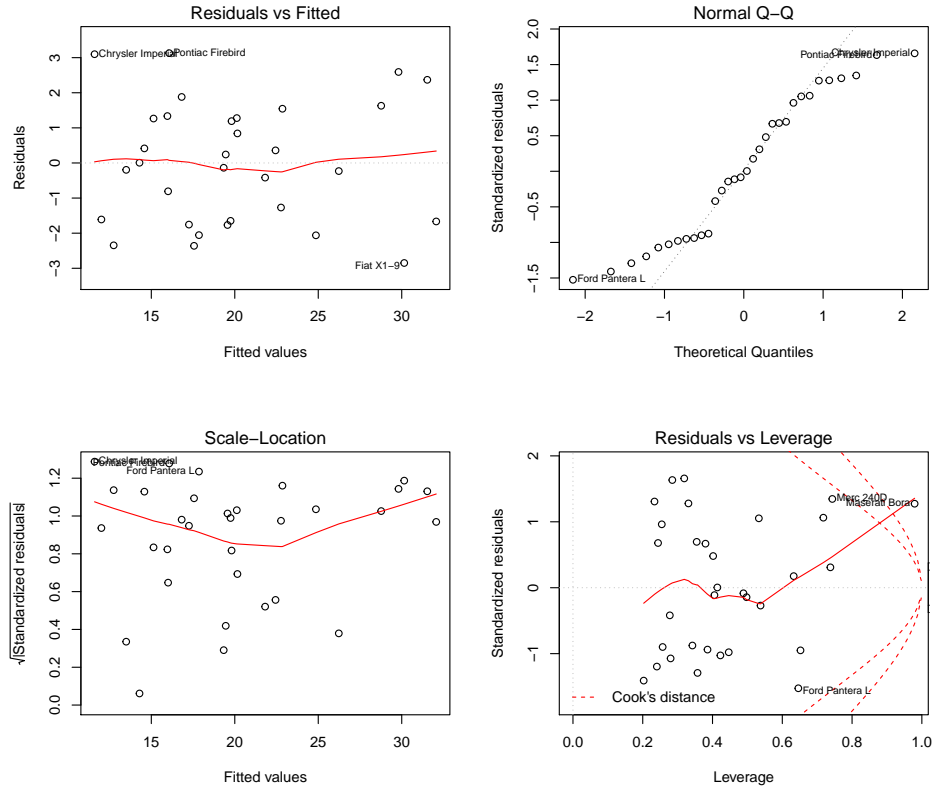 Residuals vs Fitted
Chrysler Imperial
Pontiac Firebird
Fiat X1−9
Residuals
3
2
1
0
−1
−2
−3
15 20 25 30
Fitted values
Normal Q−Q
Chrysler Imperial
Pontiac Firebird
Ford Pantera L
Standardized residuals
2.0
1.5
0.5
−0.5
−1.5
−2 −1 0 1 2
Theoretical Quantiles
Scale−Location
Chrysler Imperial
Pontiac Firebird
Ford Pantera L
√|Standardized residuals|
1.2
1.0
0.8
0.6
0.4
0.2
0.0
15 20 25 30
Fitted values
Residuals vs Leverage
Merc 240D
Maserati Bora
Ford Pantera L
Cook's distance
Standardized residuals
2
1
0
−1
0.0 0.2 0.4 0.6 0.8 1.0
Leverage